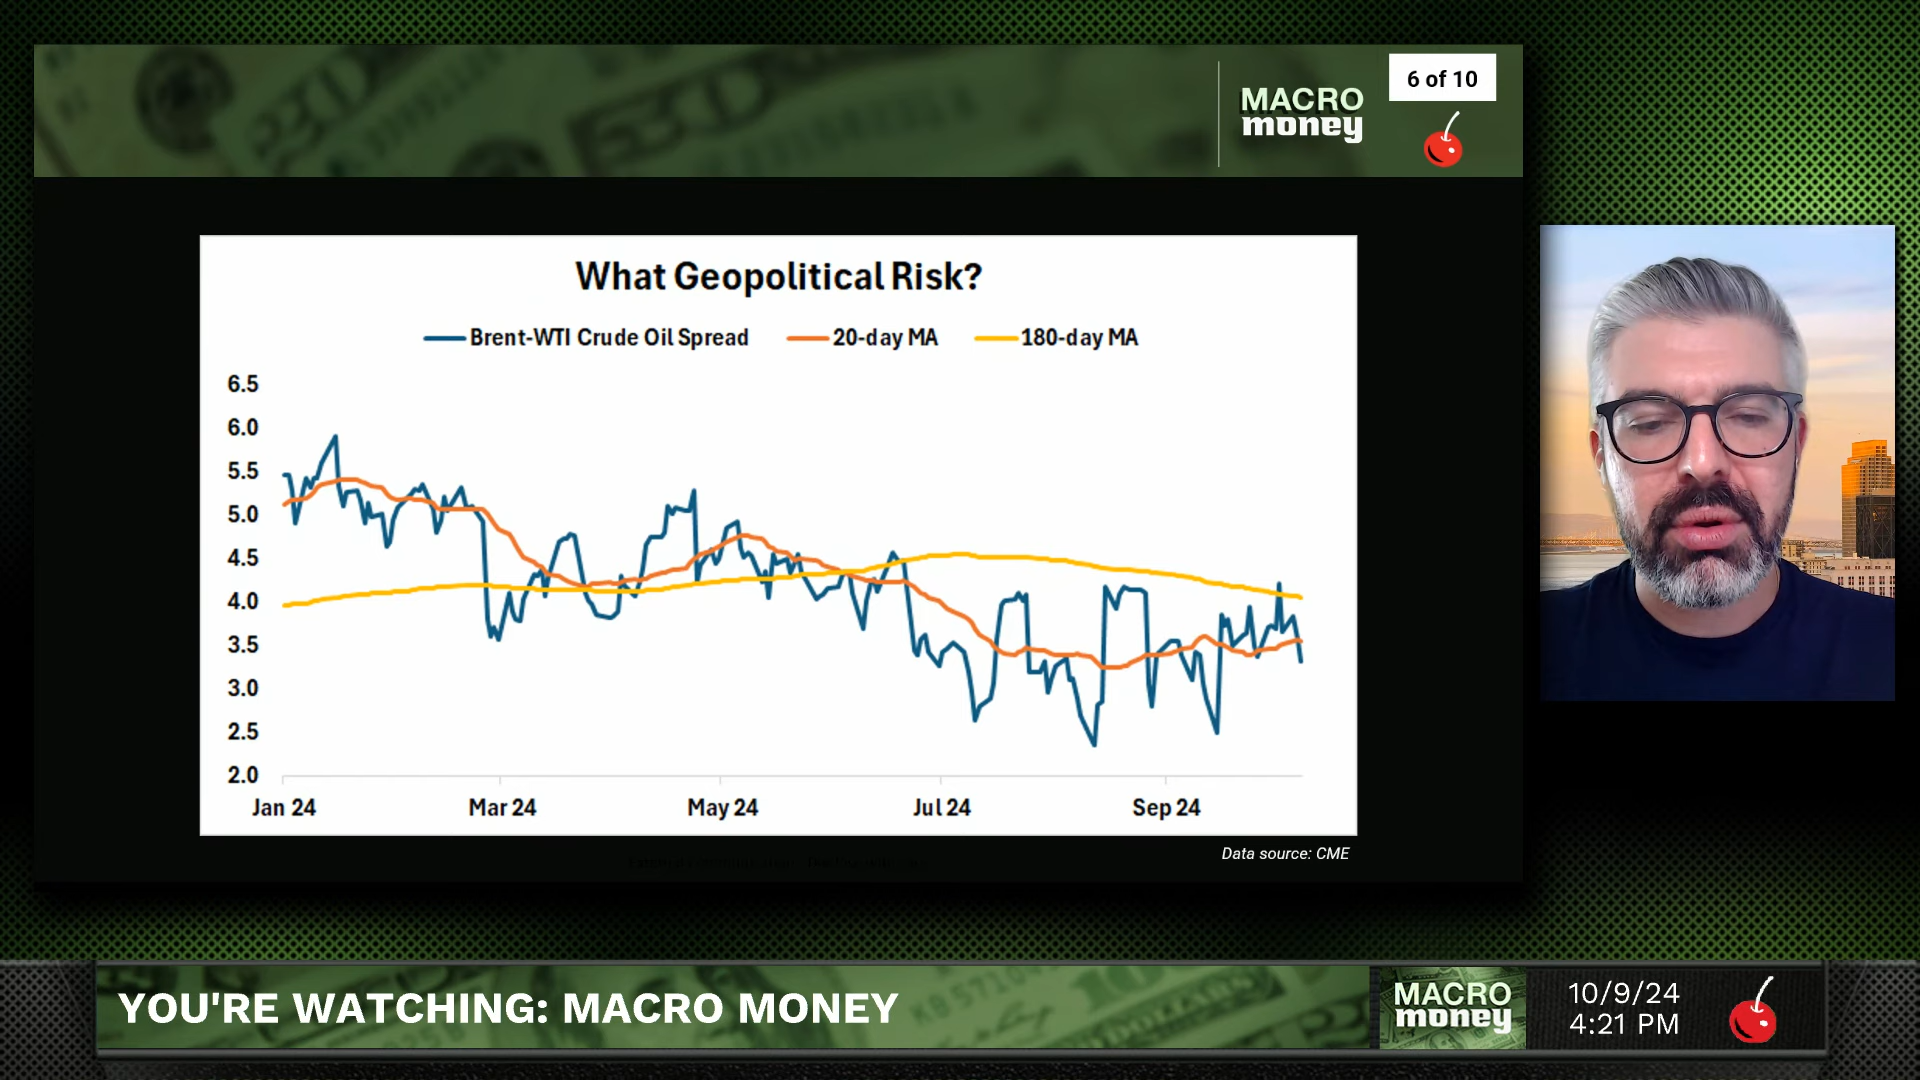 MACRO
money
6 of 10
What Geopolitical Risk?
Brent-WTI Crude Oil Spread 20-day MA 180-day MA
6.5
6.0
5.5
5.0
4.5
4.0
3.5
3.0
2.5
2.0
Jan 24 Mar 24 May 24 Jul 24 Sep 24
Data source: CME
YOU'RE WATCHING: MACRO MONEY
MACRO
money
10/9/24
4:21 PM